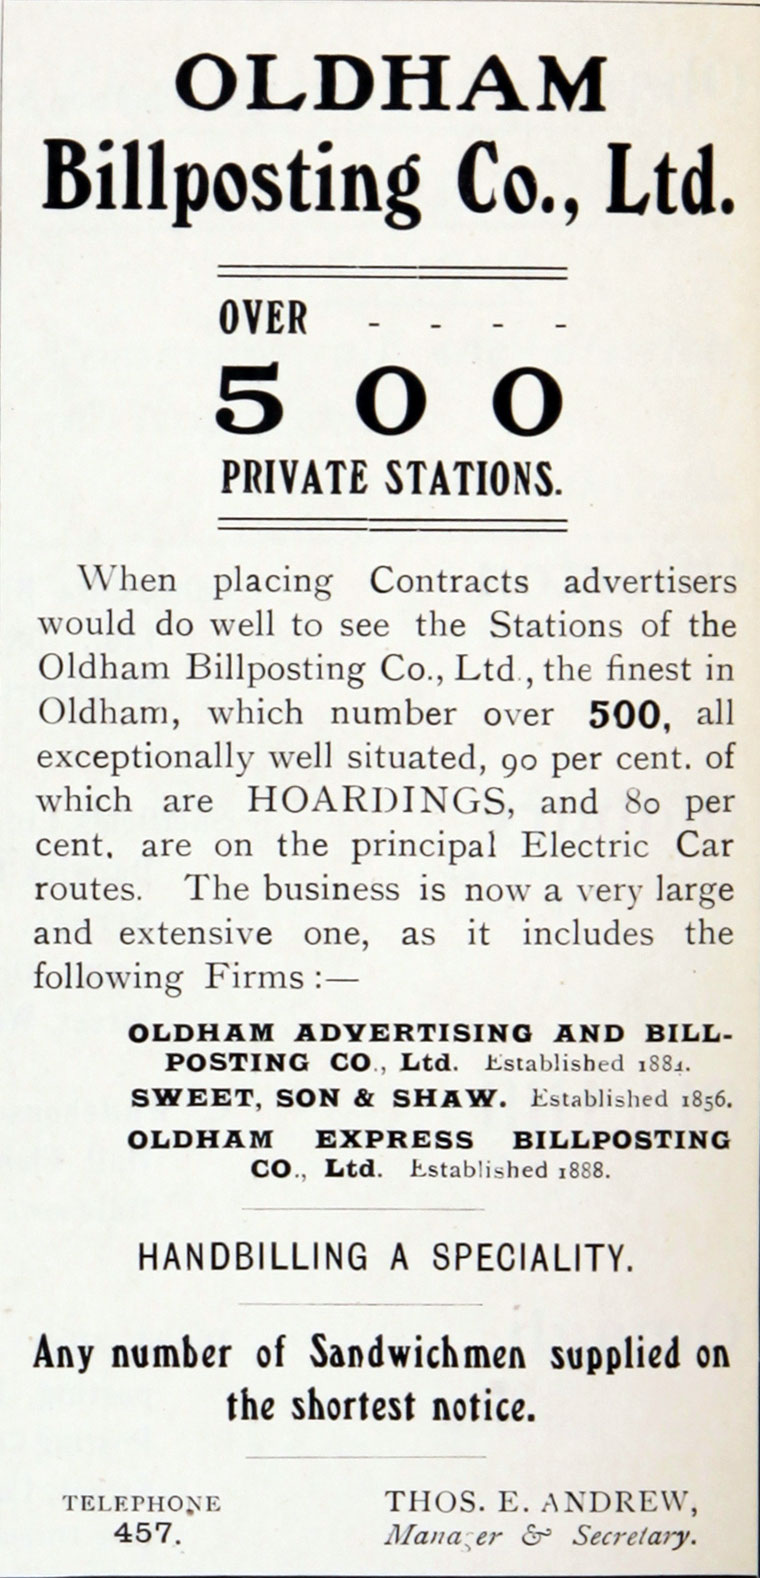 OLDHAM
Billposting Co., Ltd.
OVER - - - -
500
PRIVATE STATIONS.
When placing Contracts advertisers
would do well to see the Stations of the
Oldham Billposting Co., Ltd., the finest in
Oldham, which number over 500, all
exceptionally well situated, 90 per cent. of
which are HOARDINGS, and 80 per
cent. are on the principal Electric Car
routes. The business is now a very large
and extensive one, as it includes the
following Firms :—
OLDHAM ADVERTISING AND BILL-
POSTING CO., Ltd. Established 1884.
SWEET, SON & SHAW. Established 1856.
OLDHAM EXPRESS BILLPOSTING
CO., Ltd. Established 1888.
HANDBILLING A SPECIALITY.
Any number of Sandwichmen supplied on
the shortest notice.
TELEPHONE
457.
THOS. E. ANDREW,
Manager & Secretary.